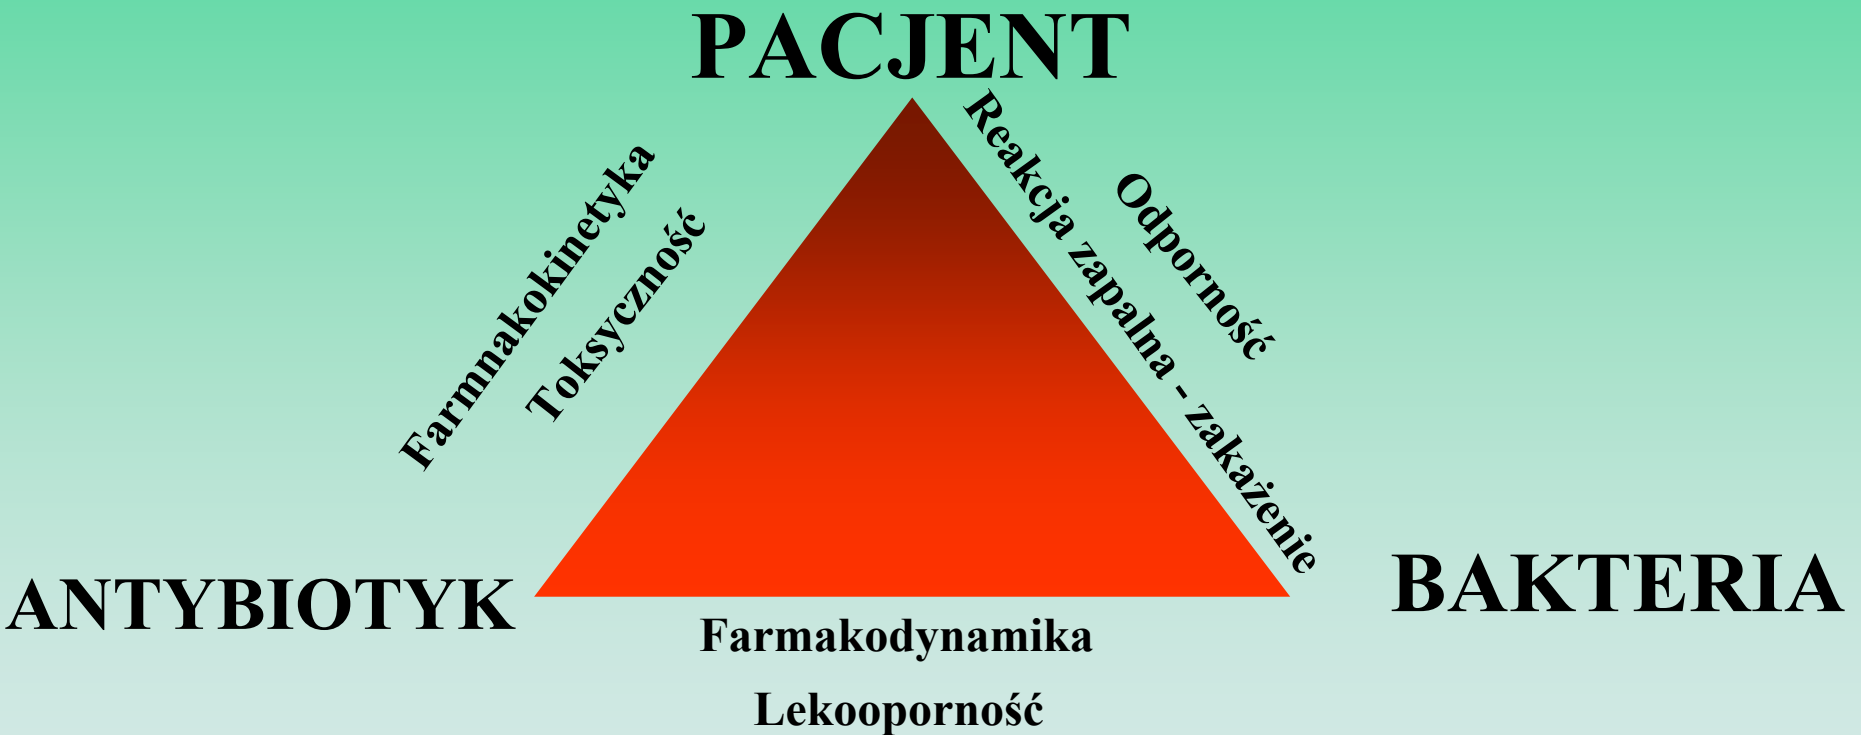 PACJENT
Farmnakokinetyka
Toksyczność
Reakcja zapalna - zakażenie
Odporność
ANTYBIOTYK
BAKTERIA
Farmakodynamika
Lekooporność